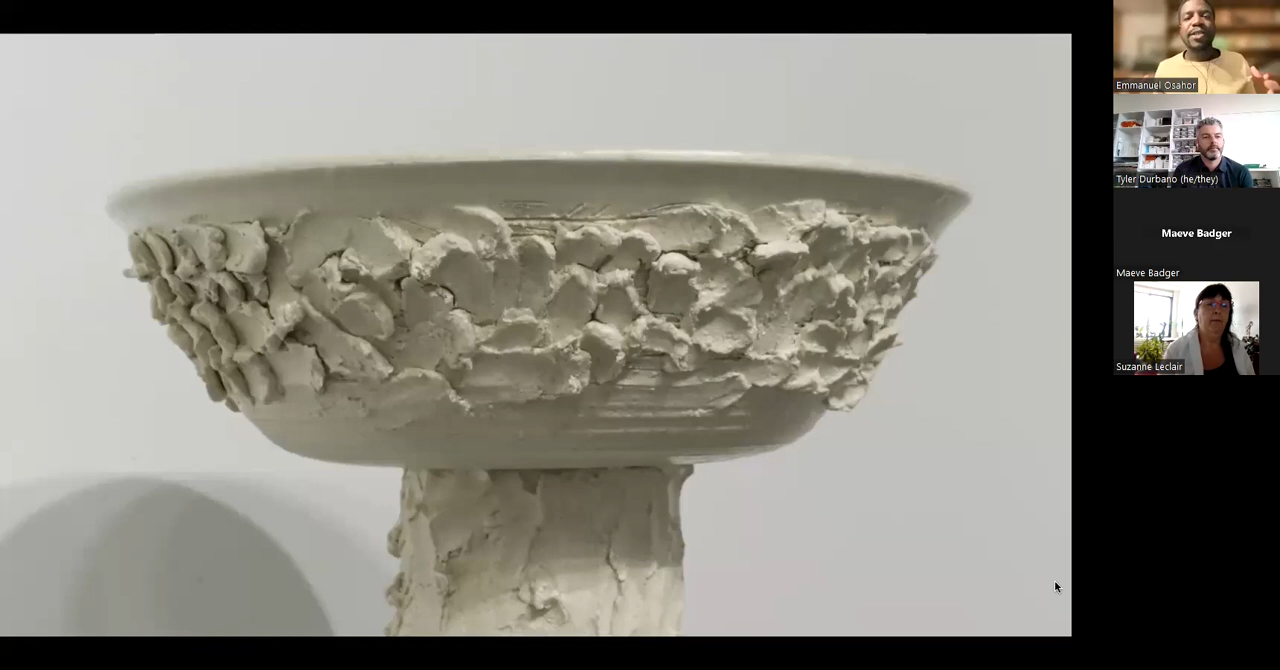 Emmanuel Osahor
Tyler Durbano (he/they)
Maeve Badger
Maeve Badger
Suzanne Leclair